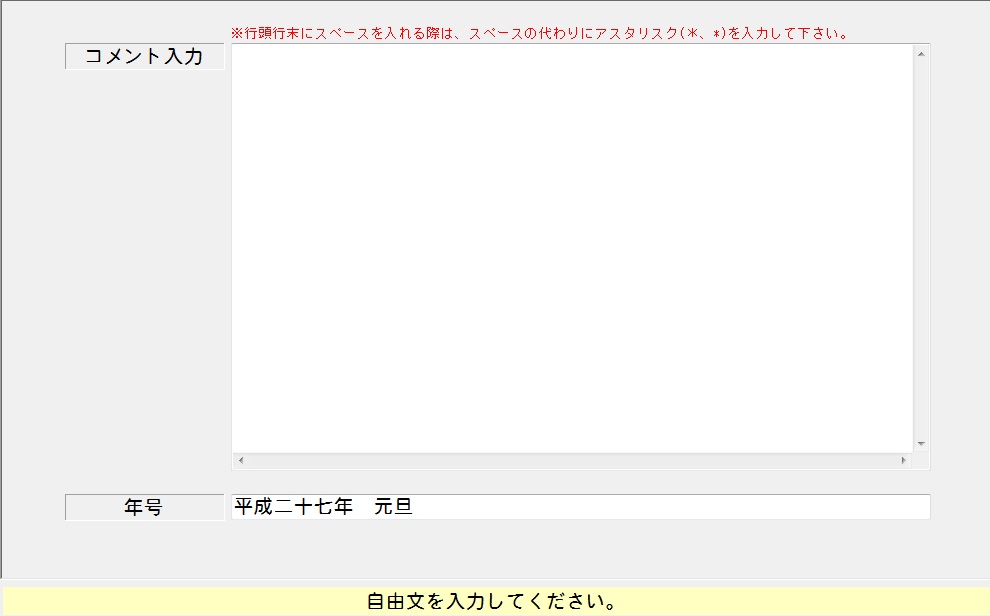 ※行頭行末にスペースを入れる際は、スペースの代わりにアスタリスク(＊、*)を入力して下さい。
コメント入力
年号
平成二十七年　元旦
自由文を入力してください。